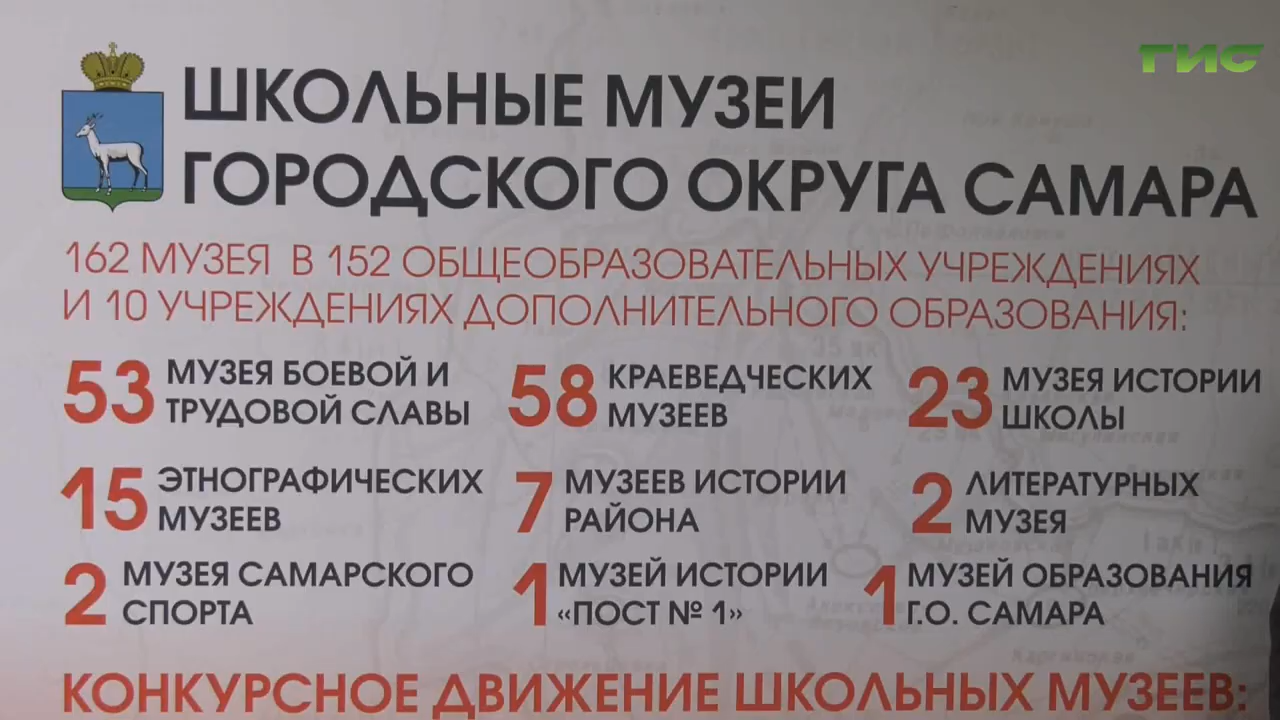 ГИС
ШКОЛЬНЫЕ МУЗЕИ
ГОРОДСКОГО ОКРУГА САМАРА
162 МУЗЕЯ В 152 ОБЩЕОБРАЗОВАТЕЛЬНЫХ УЧРЕЖДЕНИЯХ
И 10 УЧРЕЖДЕНИЯХ ДОПОЛНИТЕЛЬНОГО ОБРАЗОВАНИЯ:
53 МУЗЕЯ БОЕВОЙ И
ТРУДОВОЙ СЛАВЫ
58 КРАЕВЕДЧЕСКИХ
МУЗЕЕВ
23 МУЗЕЯ ИСТОРИИ
ШКОЛЫ
15 ЭТНОГРАФИЧЕСКИХ
МУЗЕЕВ
7 МУЗЕЕВ ИСТОРИИ
РАЙОНА
2 ЛИТЕРАТУРНЫХ
МУЗЕЯ
2 МУЗЕЯ САМАРСКОГО
СПОРТА
1 МУЗЕЙ ИСТОРИИ
«ПОСТ № 1»
1 МУЗЕЙ ОБРАЗОВАНИЯ
Г.О. САМАРА
КОНКУРСНОЕ ДВИЖЕНИЕ ШКОЛЬНЫХ МУЗЕЕВ: